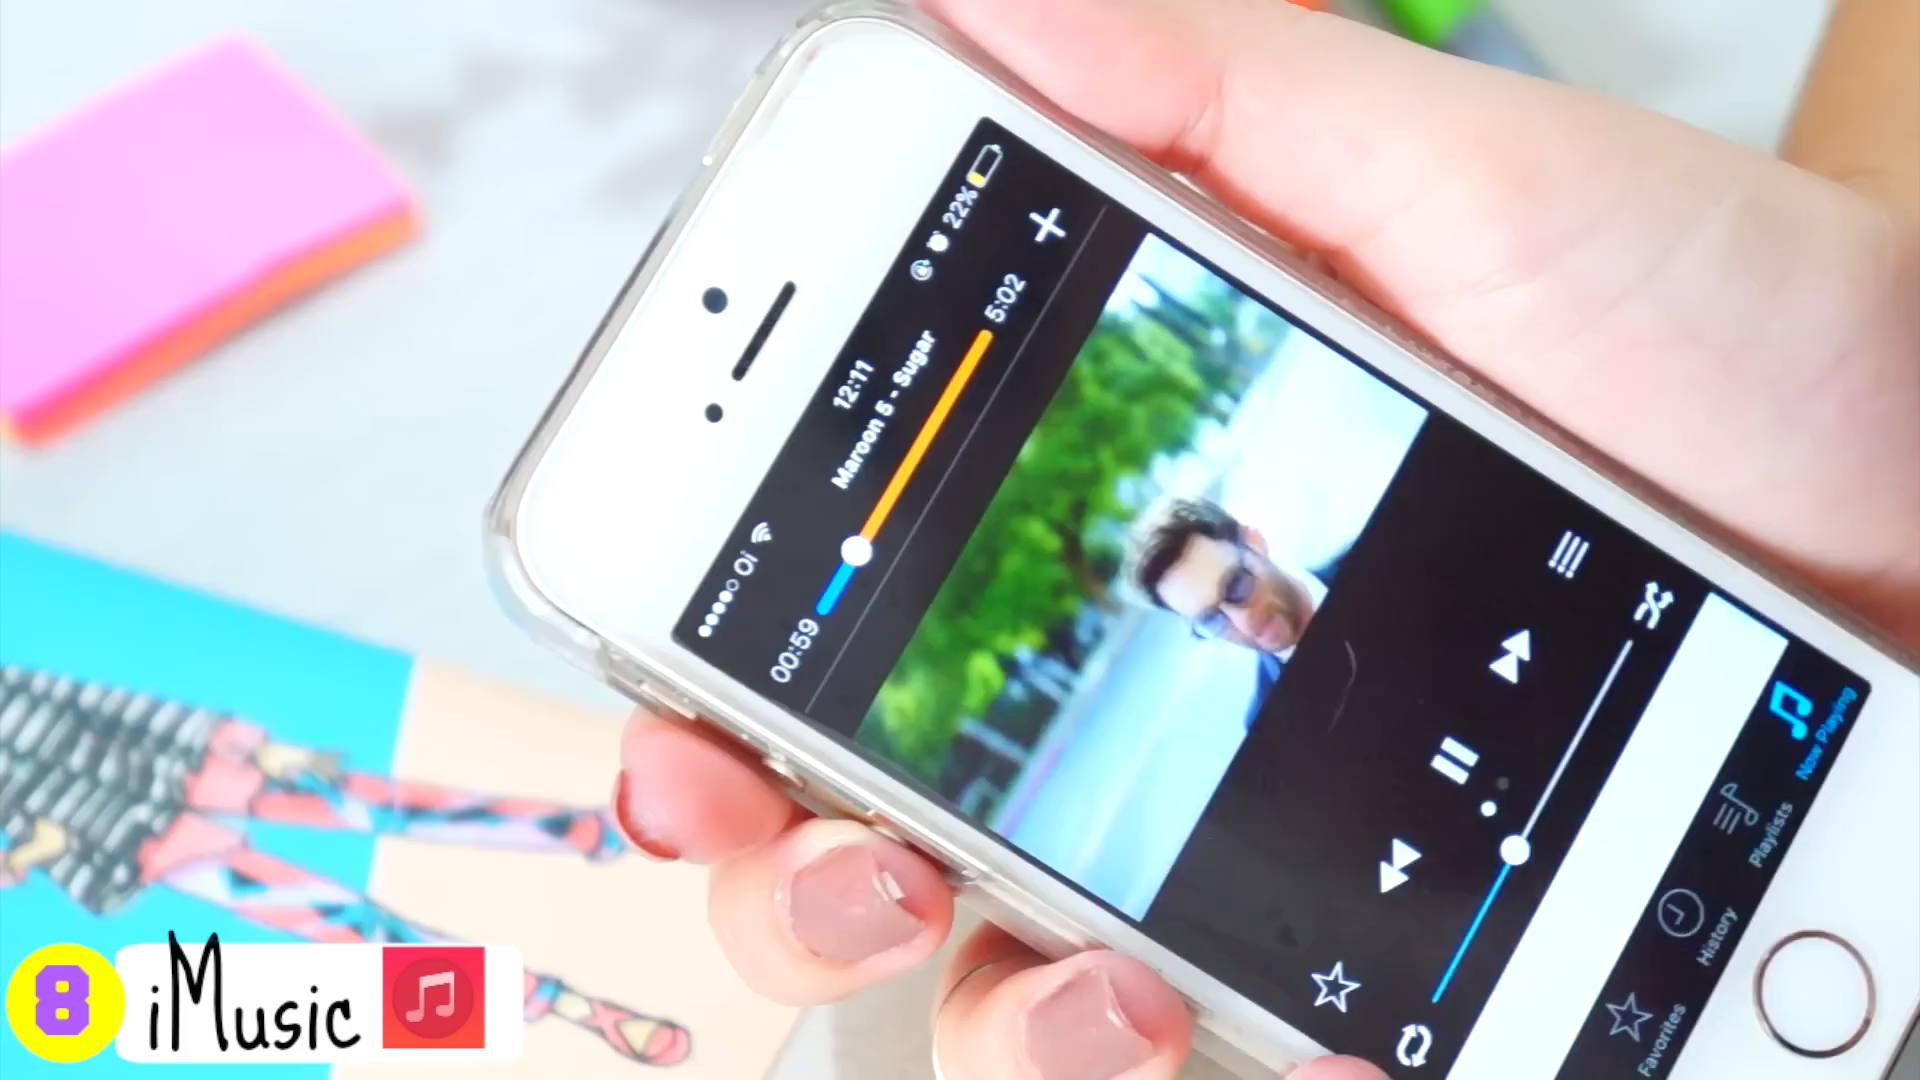 ●●●●○ Oi 12:11 22%
Maroon 5 - Sugar
00:59 5:02
Favorites
History
Playlists
Now Playing
8 iMusic